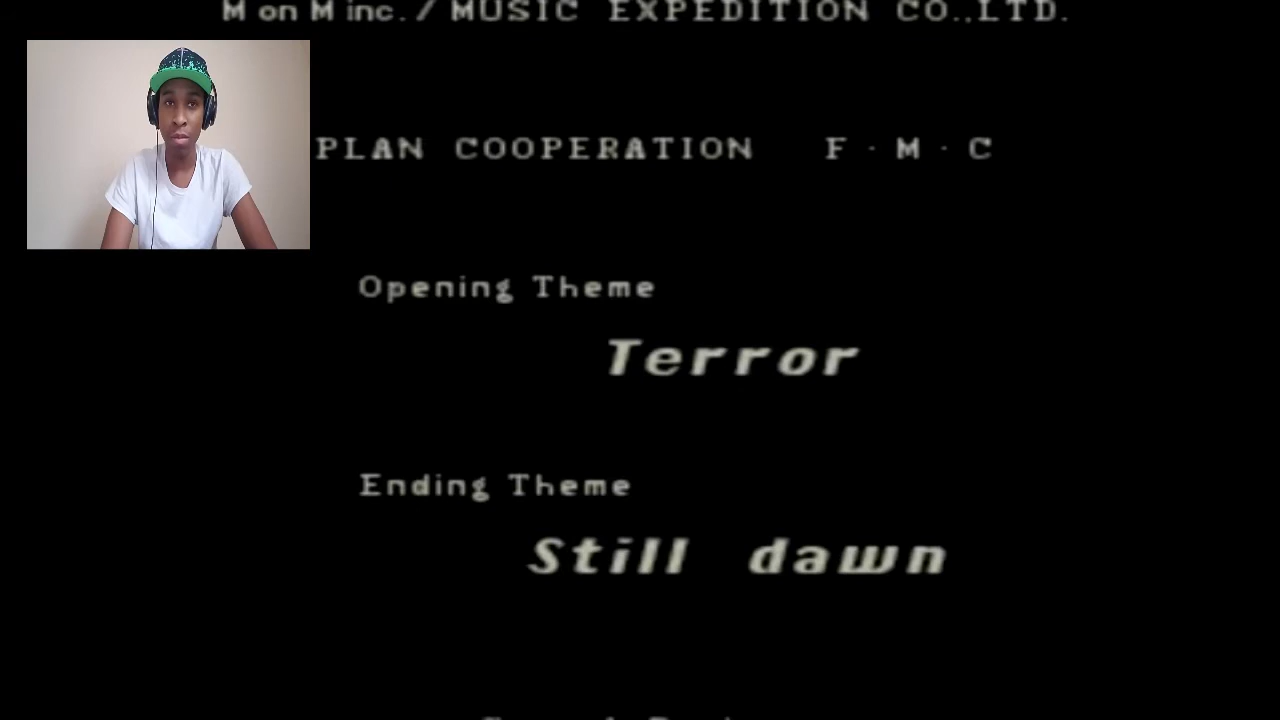 M on M inc. / MUSIC EXPEDITION CO.,LTD.
PLAN COOPERATION F · M · C
Opening Theme
Terror
Ending Theme
Still dawn